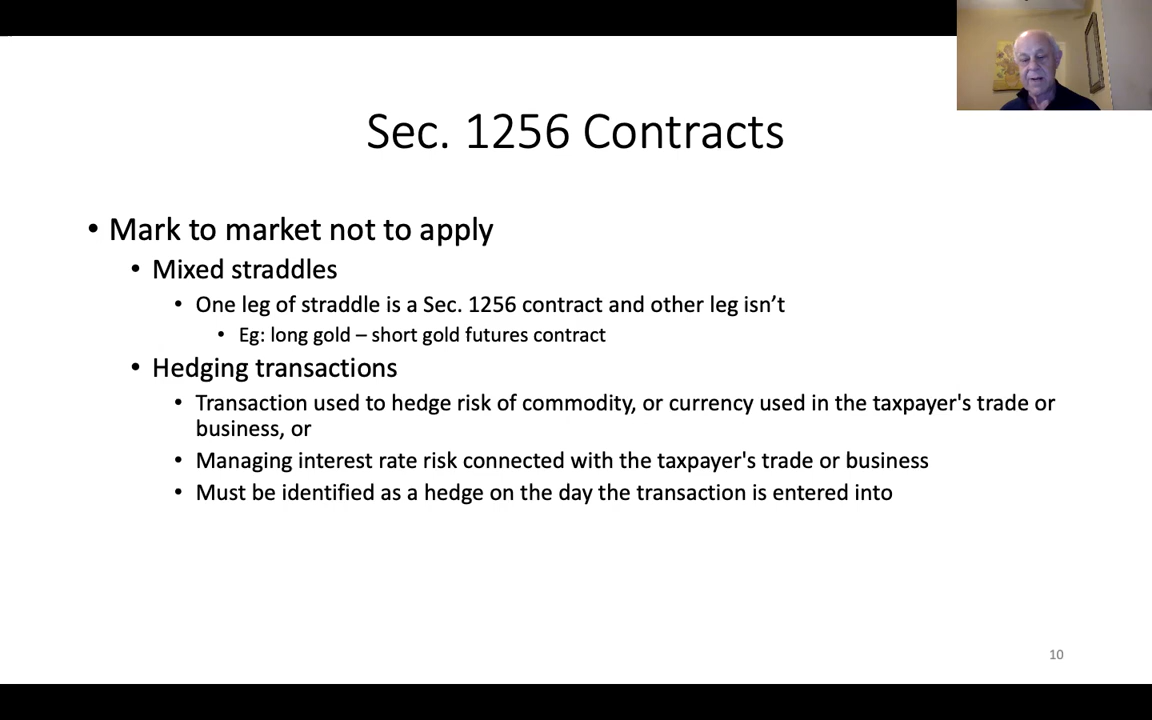 Sec. 1256 Contracts
• Mark to market not to apply
• Mixed straddles
• One leg of straddle is a Sec. 1256 contract and other leg isn’t
• Eg: long gold – short gold futures contract
• Hedging transactions
• Transaction used to hedge risk of commodity, or currency used in the taxpayer's trade or
business, or
• Managing interest rate risk connected with the taxpayer's trade or business
• Must be identified as a hedge on the day the transaction is entered into
10